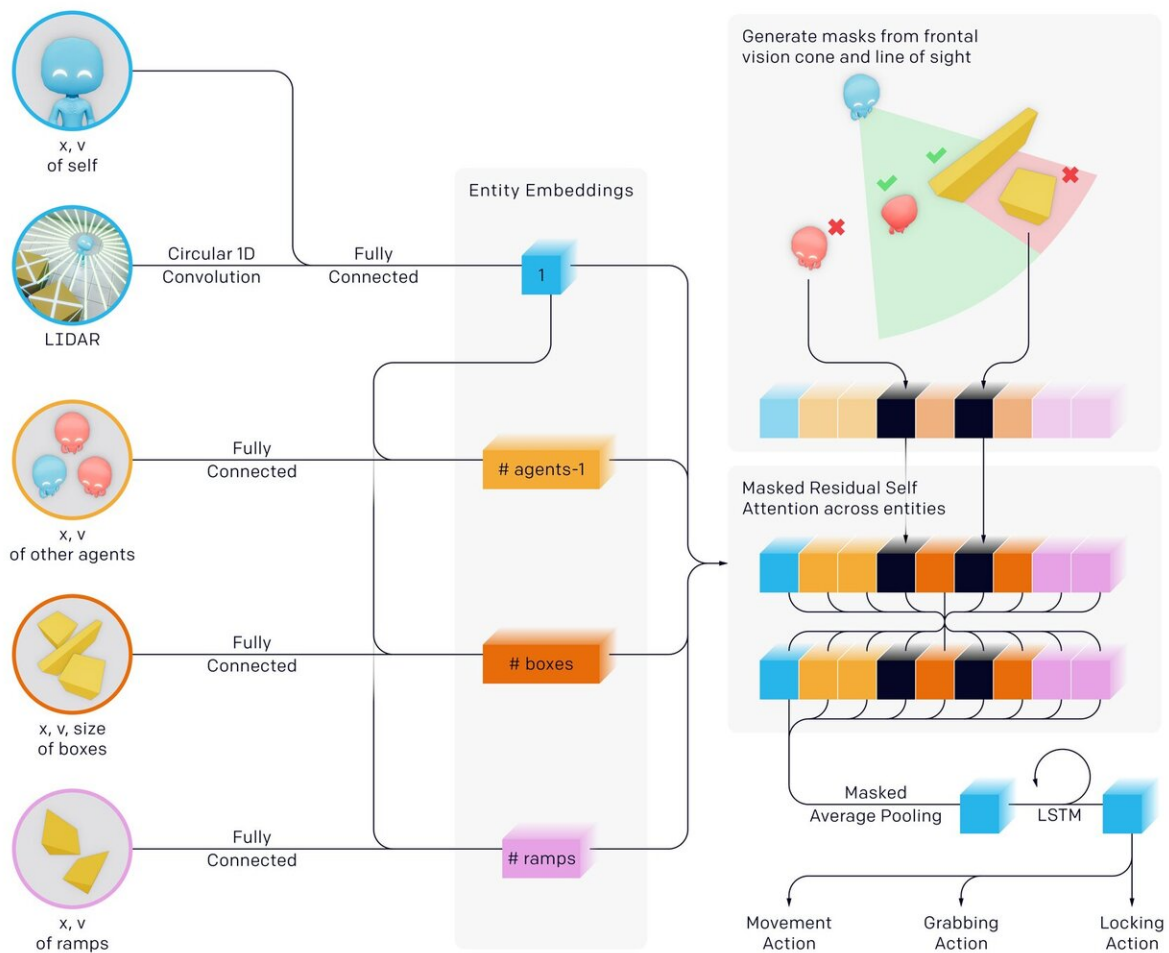 x, v
of self
LIDAR
Circular 1D
Convolution
Fully
Connected
x, v
of other agents
Fully
Connected
x, v, size
of boxes
Fully
Connected
x, v
of ramps
Fully
Connected
Entity Embeddings
1
# agents-1
# boxes
# ramps
Generate masks from frontal
vision cone and line of sight
Masked Residual Self
Attention across entities
Masked
Average Pooling
LSTM
Movement
Action
Grabbing
Action
Locking
Action